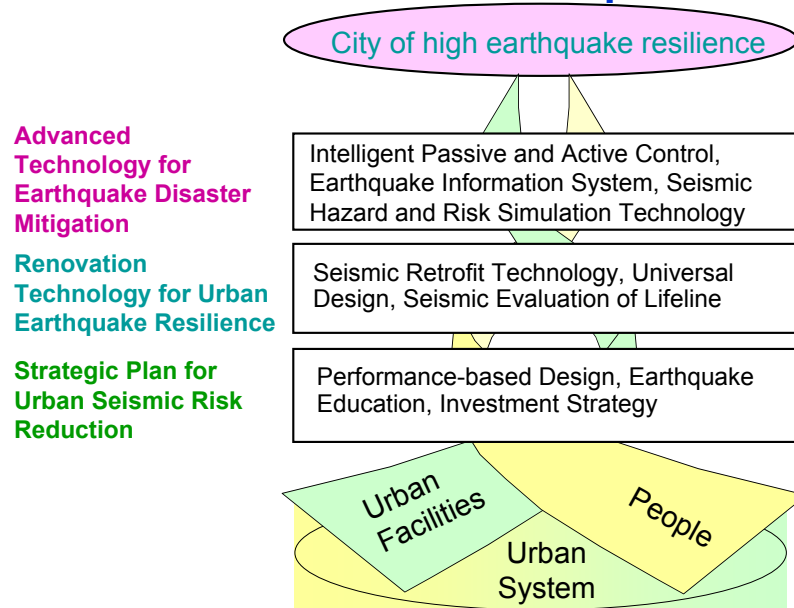 City of high earthquake resilience
Advanced
Technology for
Earthquake Disaster
Mitigation
Intelligent Passive and Active Control,
Earthquake Information System, Seismic
Hazard and Risk Simulation Technology
Renovation
Technology for Urban
Earthquake Resilience
Seismic Retrofit Technology, Universal
Design, Seismic Evaluation of Lifeline
Strategic Plan for
Urban Seismic Risk
Reduction
Performance-based Design, Earthquake
Education, Investment Strategy
Urban
Facilities
People
Urban
System